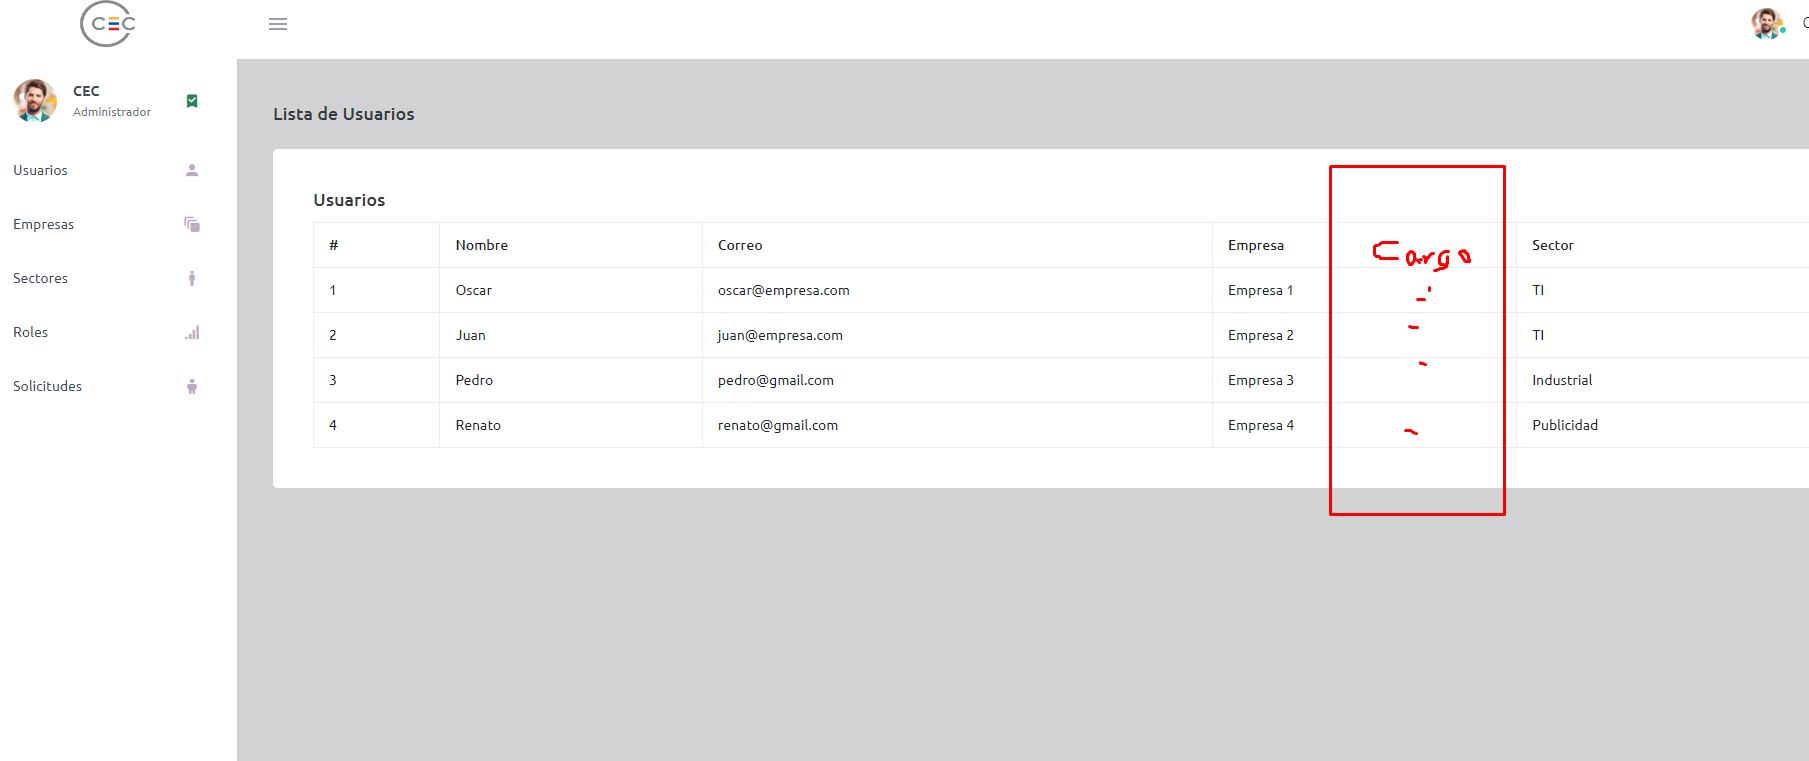 CEC
CEC
Administrador
Usuarios
Empresas
Sectores
Roles
Solicitudes
Lista de Usuarios
Usuarios
# Nombre Correo Empresa Cargo Sector
1 Oscar oscar@empresa.com Empresa 1 TI
2 Juan juan@empresa.com Empresa 2 TI
3 Pedro pedro@gmail.com Empresa 3 Industrial
4 Renato renato@gmail.com Empresa 4 Publicidad